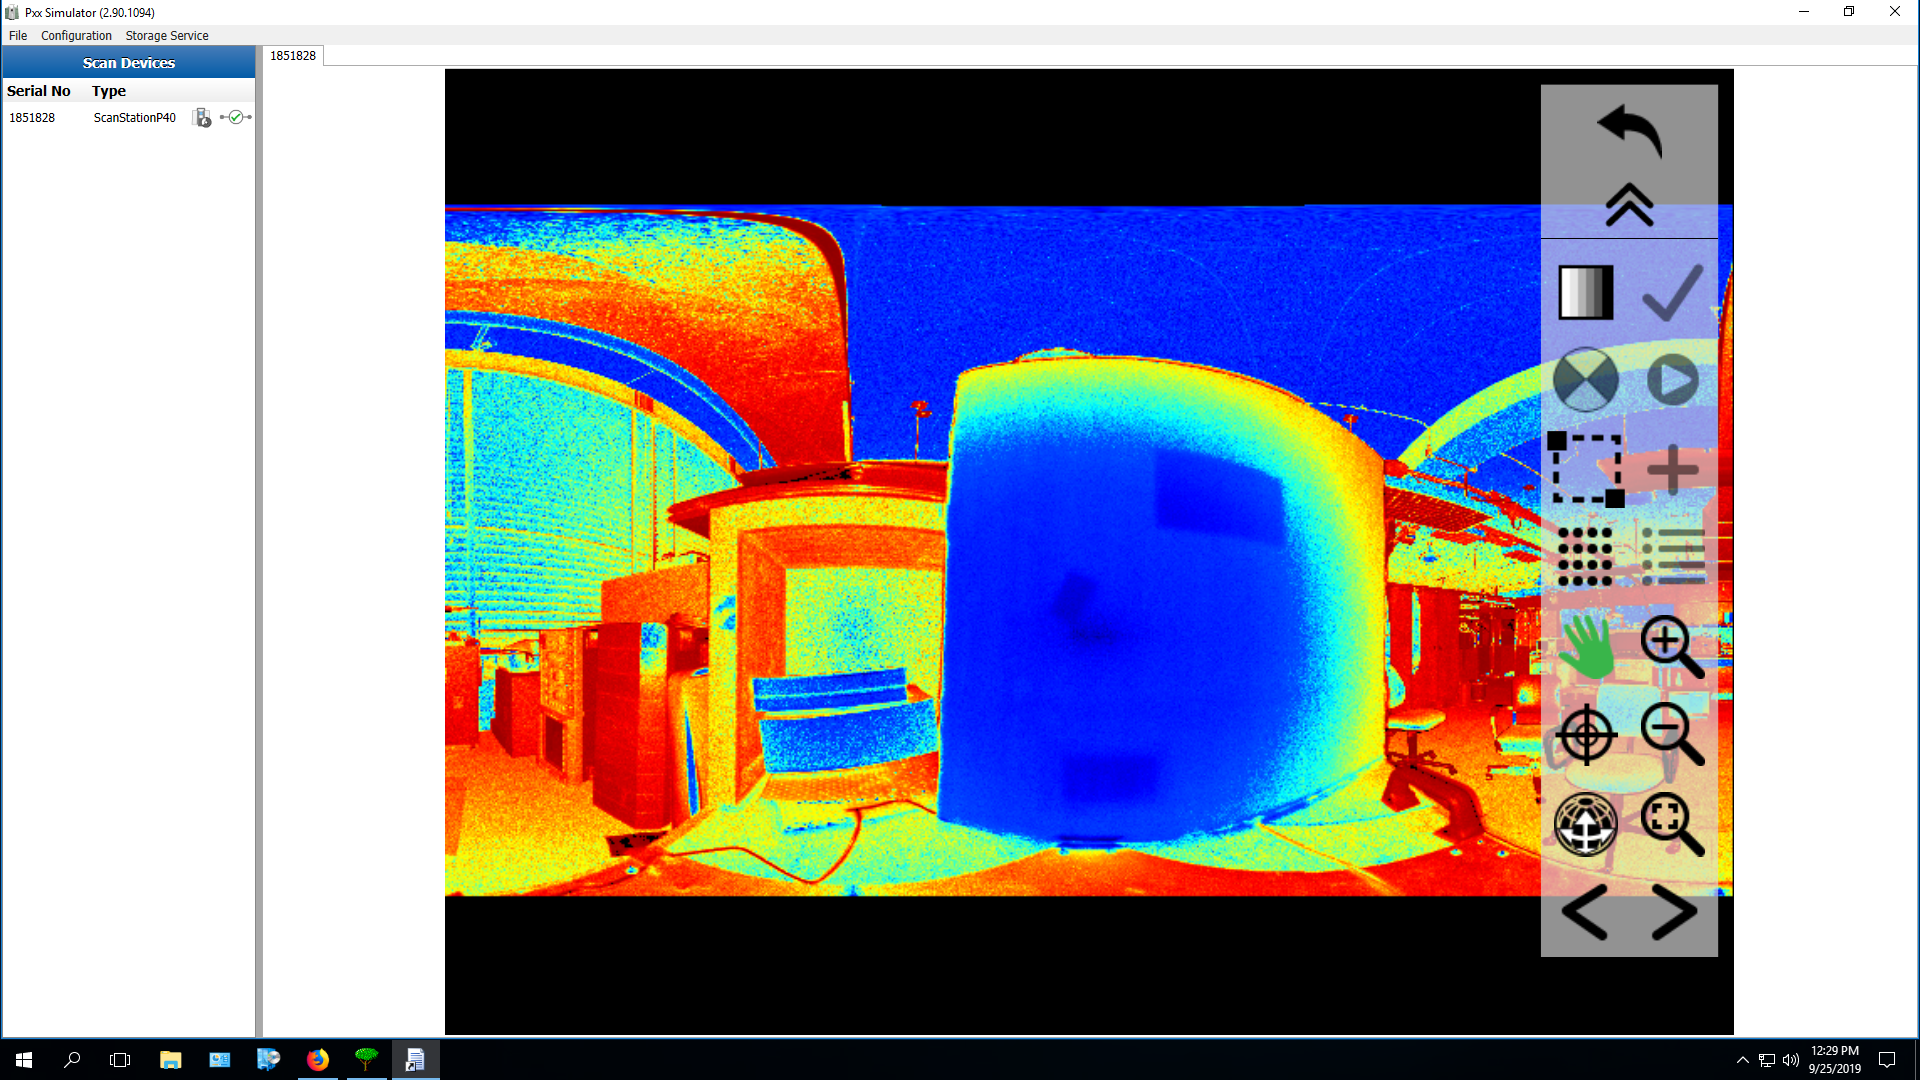 Pxx Simulator (2.90.1094)
File Configuration Storage Service
Scan Devices
1851828
Serial No Type
1851828 ScanStationP40
12:29 PM
9/25/2019